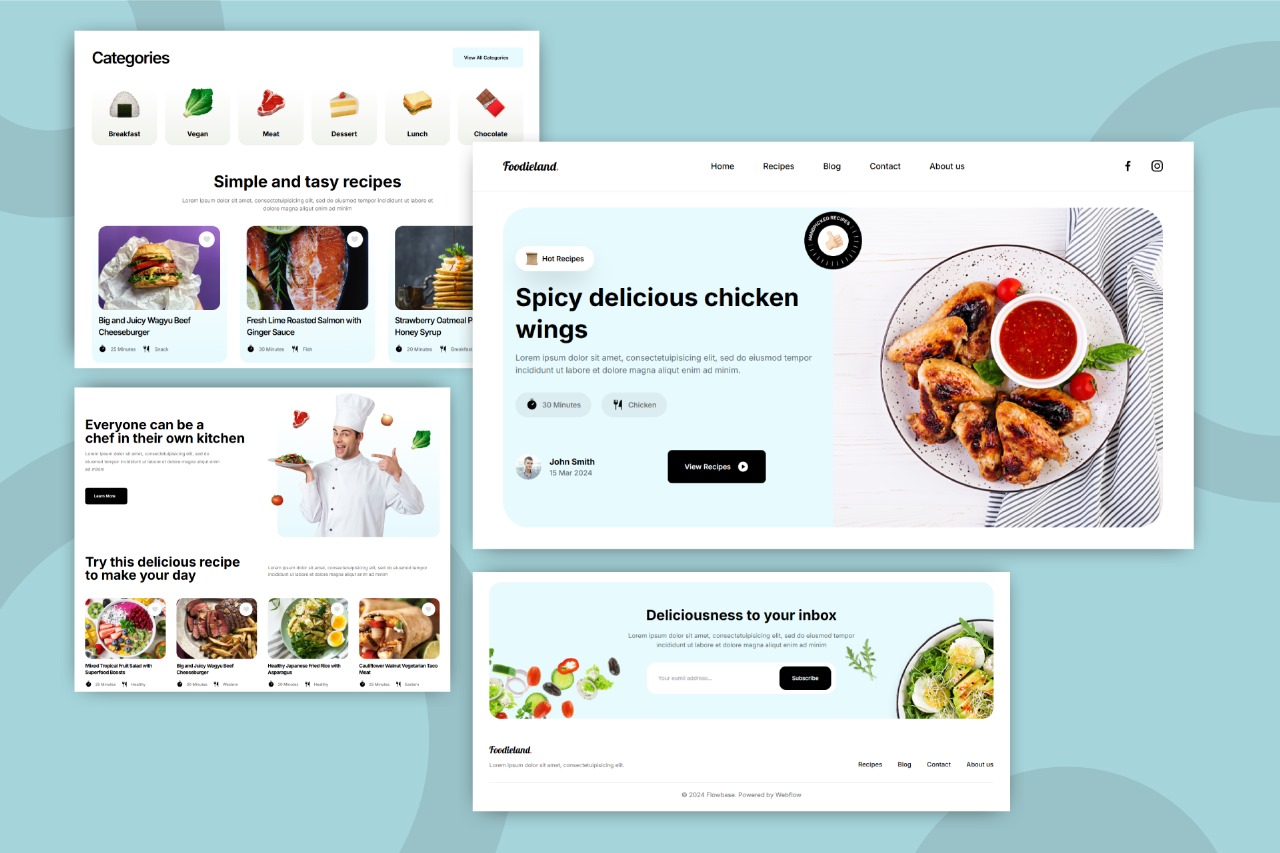 Categories
View All Categories
Breakfast
Vegan
Meat
Dessert
Lunch
Chocolate
Simple and tasy recipes
Lorem ipsum dolor sit amet, consectetuipisicing elit, sed do eiusmod tempor incididunt ut labore et
dolore magna aliqut enim ad minim
Big and Juicy Wagyu Beef
Cheeseburger
25 Minutes
Snack
Fresh Lime Roasted Salmon with
Ginger Sauce
30 Minutes
Fish
Strawberry Oatmeal P
Honey Syrup
20 Minutes
Breakfast
Foodieland.
Home
Recipes
Blog
Contact
About us
HANDPICKED RECIPES
Hot Recipes
Spicy delicious chicken
wings
Lorem ipsum dolor sit amet, consectetuipisicing elit, sed do eiusmod tempor
incididunt ut labore et dolore magna aliqut enim ad minim.
30 Minutes
Chicken
John Smith
15 Mar 2024
View Recipes
Everyone can be a
chef in their own kitchen
Lorem ipsum dolor sit amet, consectetuipisicing elit, sed do
eiusmod tempor incididunt ut labore et dolore magna aliqut enim
ad minim
Learn More
Try this delicious recipe
to make your day
Lorem ipsum dolor sit amet, consectetuipisicing elit, sed do eiusmod tempor
incididunt ut labore et dolore magna aliqut enim ad minim
Mixed Tropical Fruit Salad with
Superfood Boosts
Healthy
Big and Juicy Wagyu Beef
Cheeseburger
30 Minutes
Western
Healthy Japanese Fried Rice with
Asparagus
Healthy
Cauliflower Walnut Vegetarian Taco
Meat
Eastern
Deliciousness to your inbox
Lorem ipsum dolor sit amet, consectetuipisicing elit, sed do eiusmod tempor
incididunt ut labore et dolore magna aliqut enim ad minim
Your email address...
Subscribe
Foodieland.
Lorem ipsum dolor sit amet, consectetuipisicing elit.
Recipes
Blog
Contact
About us
© 2024 Flowbase. Powered by Webflow